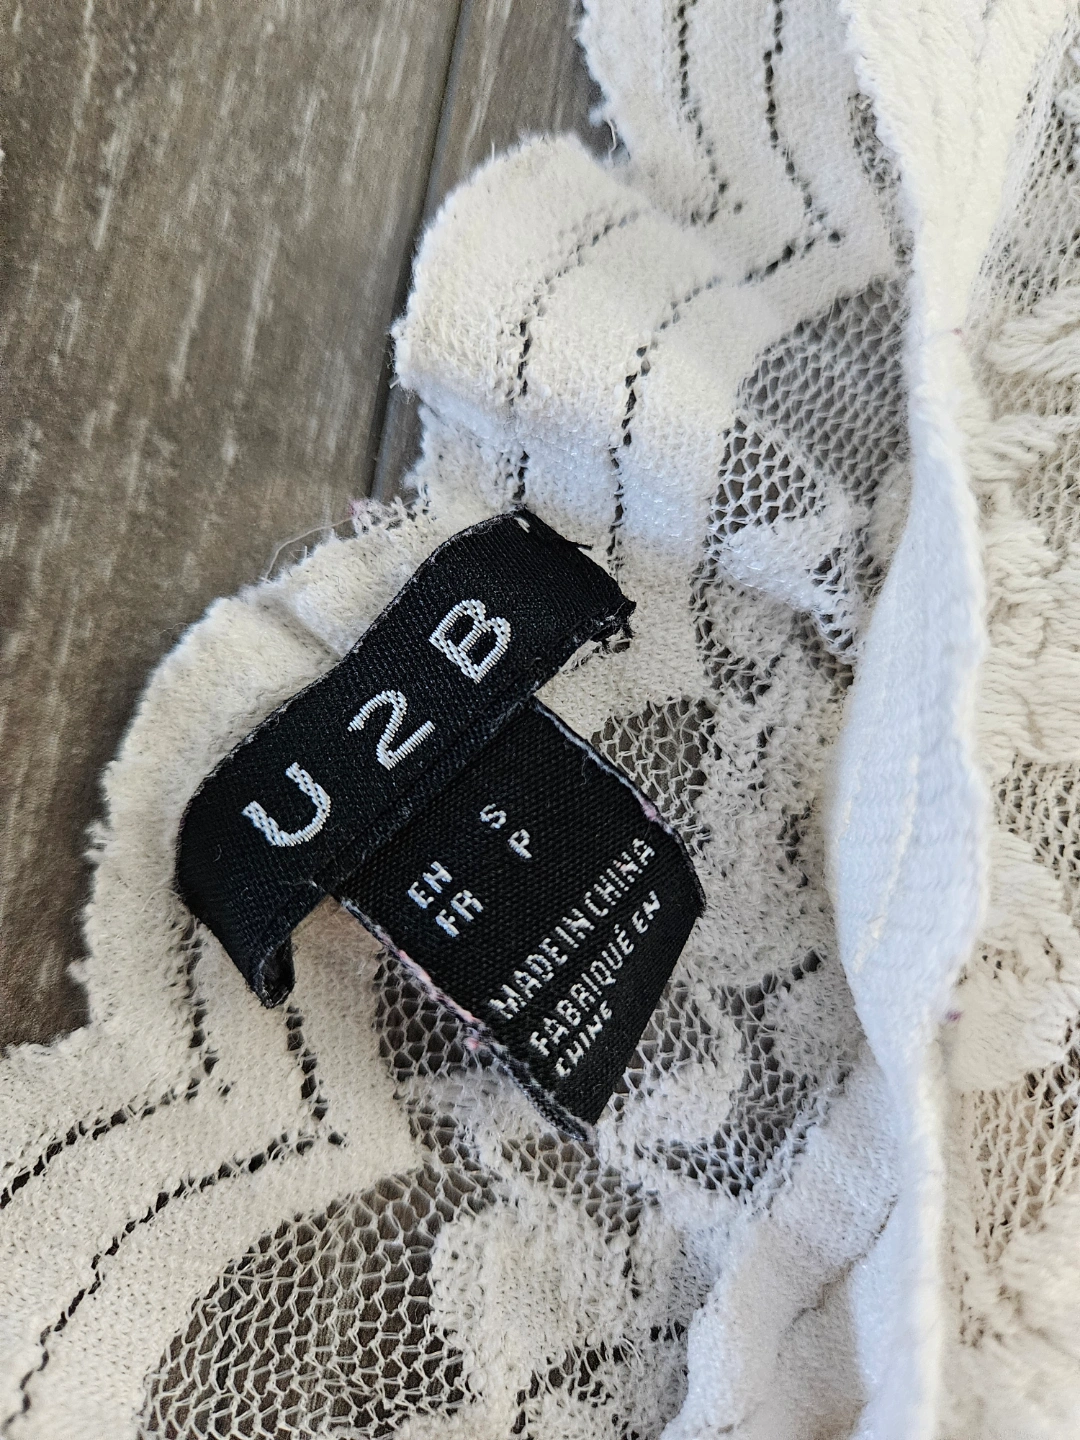 U2B
EN S
FR P
MADE IN CHINA
FABRIQUÉ EN
CHINE